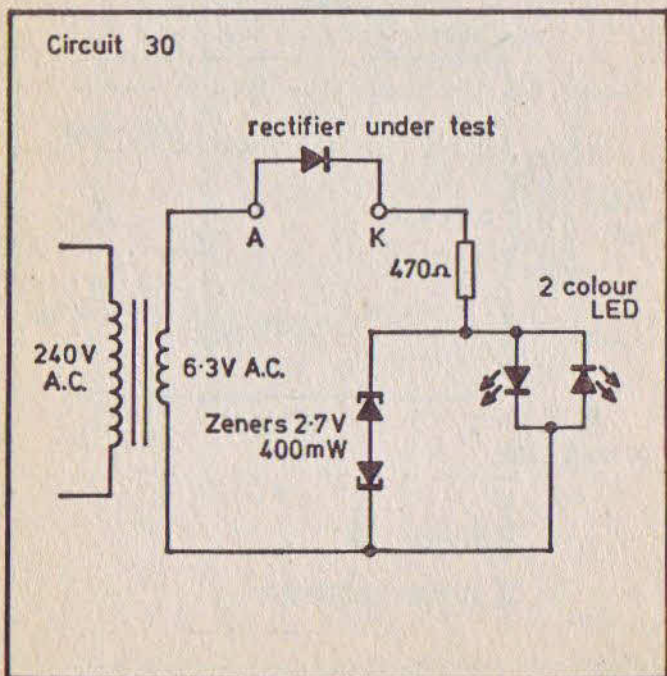 Circuit 30
rectifier under test
A
K
470Ω
2 colour
LED
240V
A.C.
6·3V A.C.
Zeners 2·7V
400mW